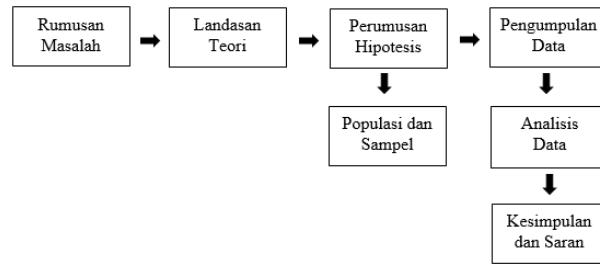 Rumusan
Masalah
Landasan
Teori
Perumusan
Hipotesis
Pengumpulan
Data
Populasi dan
Sampel
Analisis
Data
Kesimpulan
dan Saran